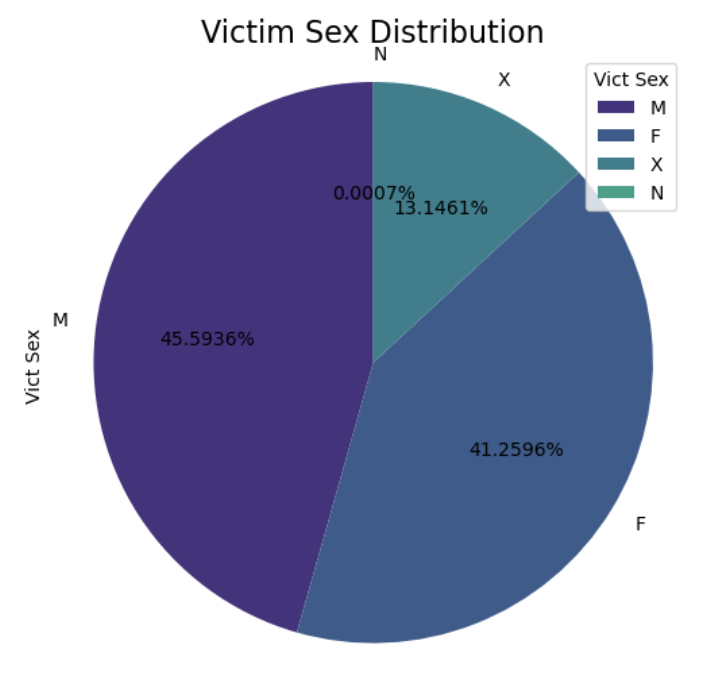 Victim Sex Distribution
N
X
Vict Sex
M
F
X
N
0.0007%
13.1461%
M
45.5936%
Vict Sex
41.2596%
F